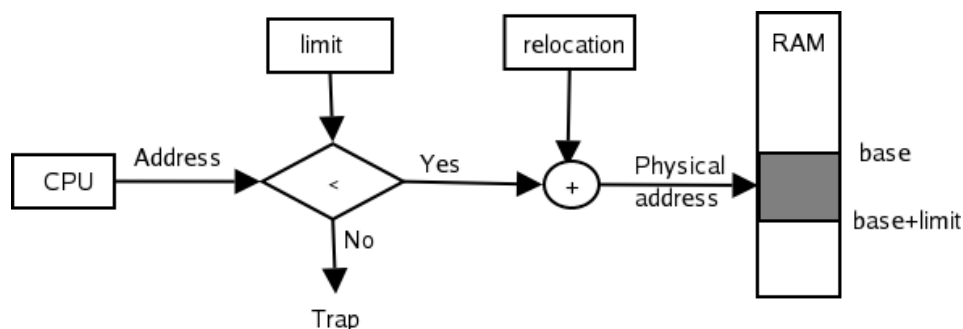 limit
relocation
RAM
CPU
Address
<
Yes
+
Physical
address
base
base+limit
No
Trap